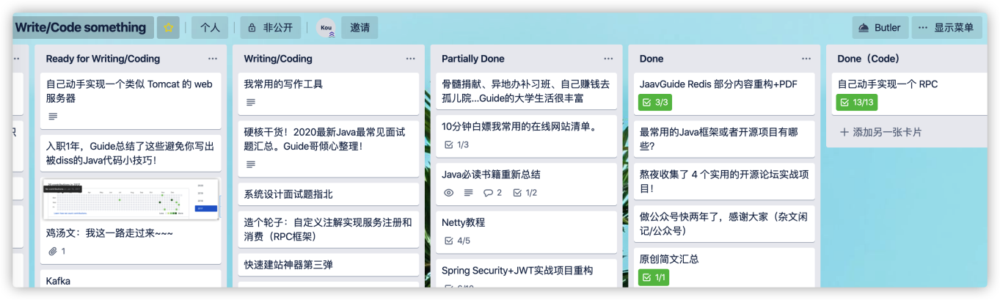 Write/Code something
个人
非公开
Kou
邀请
Butler
··· 显示菜单
Ready for Writing/Coding
自己动手实现一个类似 Tomcat 的 web
服务器
入职1年，Guide总结了这些避免你写出
被diss的Java代码小技巧！
鸡汤文：我这一路走过来~~~
1
Kafka
Writing/Coding
我常用的写作工具
硬核干货！2020最新Java最常见面试
题汇总。Guide哥倾心整理！
系统设计面试题指北
造个轮子：自定义注解实现服务注册和
消费（RPC框架）
快速建站神器第三弹
Partially Done
骨髓捐献、异地办补习班、自己赚钱去
孤儿院...Guide的大学生活很丰富
10分钟白嫖我常用的在线网站清单。
1/3
Java必读书籍重新总结
2 1/2
Netty教程
4/5
Spring Security+JWT实战项目重构
Done
JaavGuide Redis 部分内容重构+PDF
3/3
最常用的Java框架或者开源项目有哪
些?
熬夜收集了 4 个实用的开源论坛实战项
目！
做公众号快两年了，感谢大家（杂文闲
记/公众号）
原创简文汇总
1/1
Done（Code）
自己动手实现一个 RPC
13/13
+ 添加另一张卡片